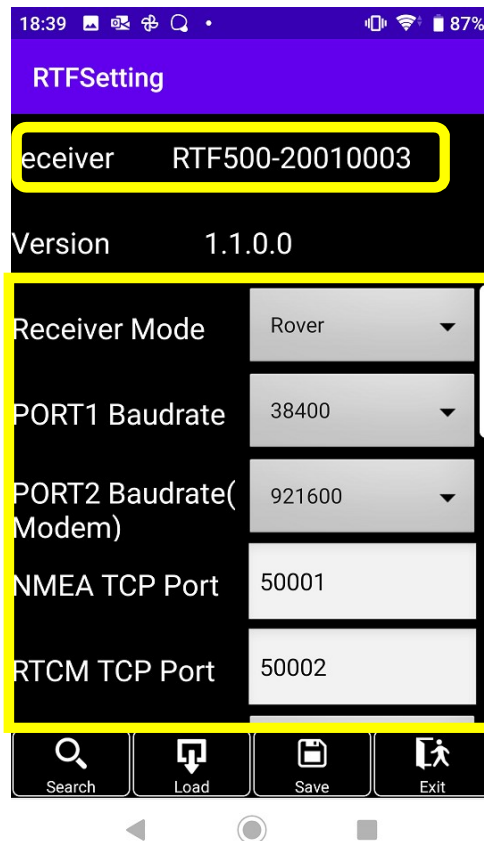 18:39 87%
RTFSetting
eceiver RTF500-20010003
Version 1.1.0.0
Receiver Mode Rover
PORT1 Baudrate 38400
PORT2 Baudrate( 921600
Modem)
NMEA TCP Port 50001
RTCM TCP Port 50002
Search Load Save Exit